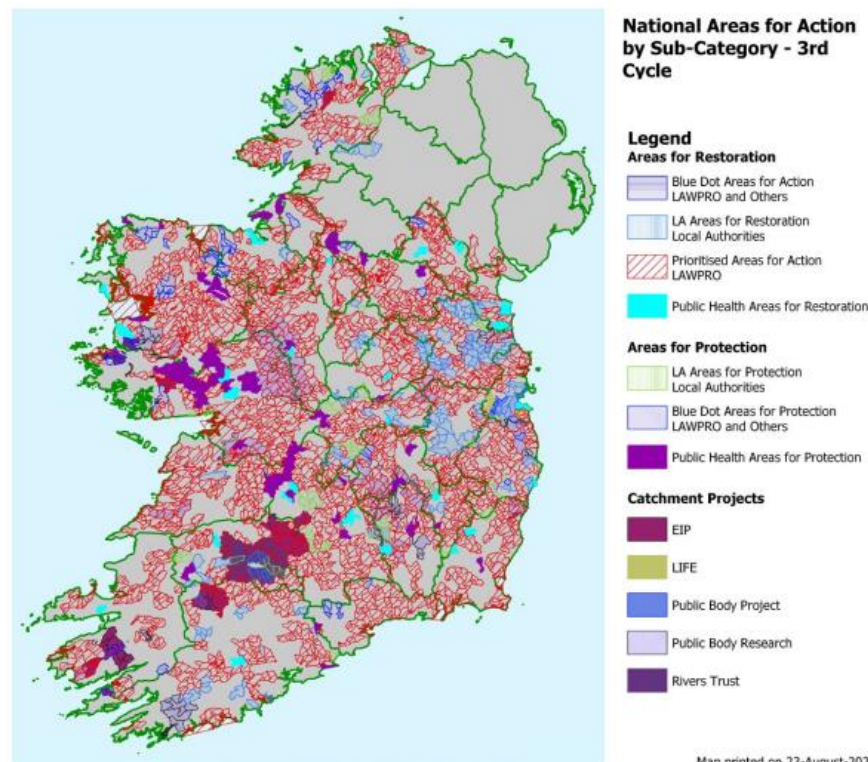 National Areas for Action
by Sub-Category - 3rd
Cycle
Legend
Areas for Restoration
Blue Dot Areas for Action
LAWPRO and Others
LA Areas for Restoration
Local Authorities
Prioritised Areas for Action
LAWPRO
Public Health Areas for Restoration
Areas for Protection
LA Areas for Protection
Local Authorities
Blue Dot Areas for Protection
LAWPRO and Others
Public Health Areas for Protection
Catchment Projects
EIP
LIFE
Public Body Project
Public Body Research
Rivers Trust
Map printed on 23-August-202